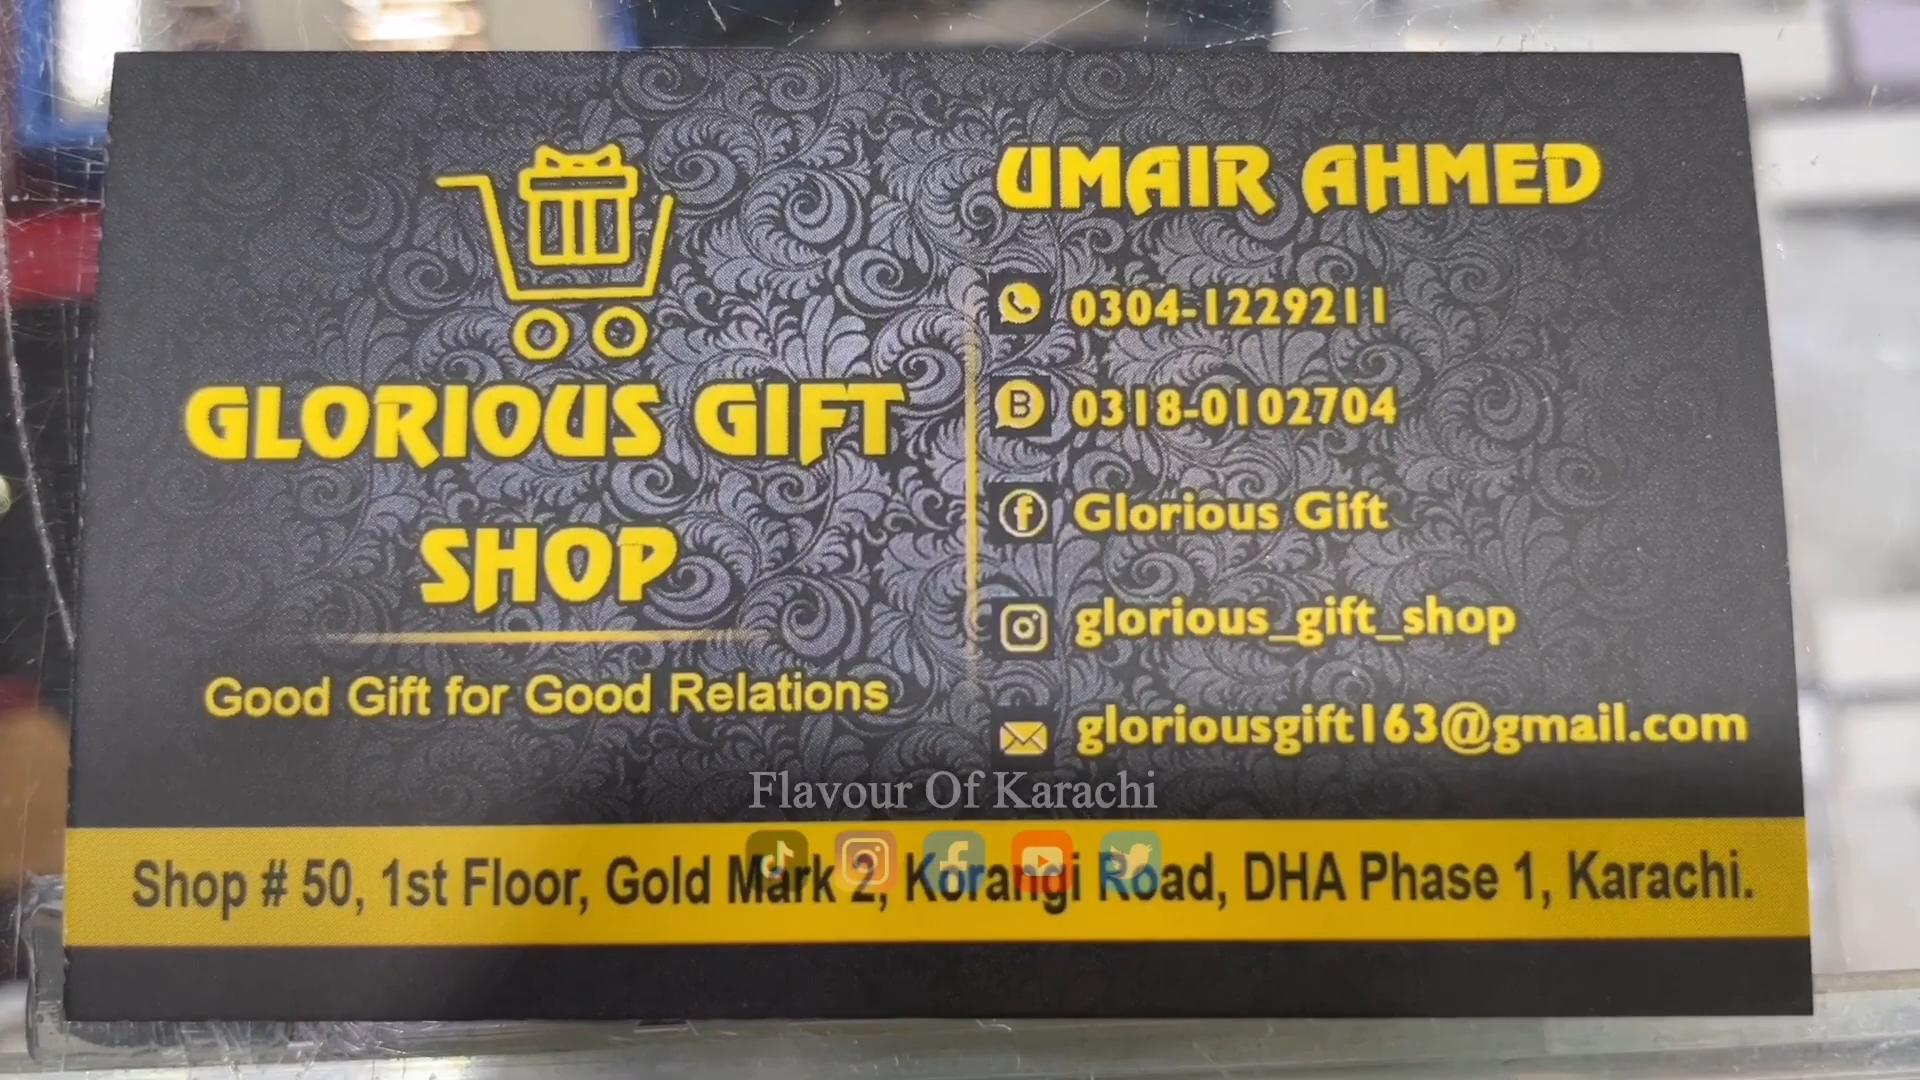 GLORIOUS GIFT
SHOP
Good Gift for Good Relations
UMAIR AHMED
0304-1229211
B 0318-0102704
f Glorious Gift
glorious_gift_shop
gloriousgift163@gmail.com
Flavour Of Karachi
Shop # 50, 1st Floor, Gold Mark 2, Korangi Road, DHA Phase 1, Karachi.